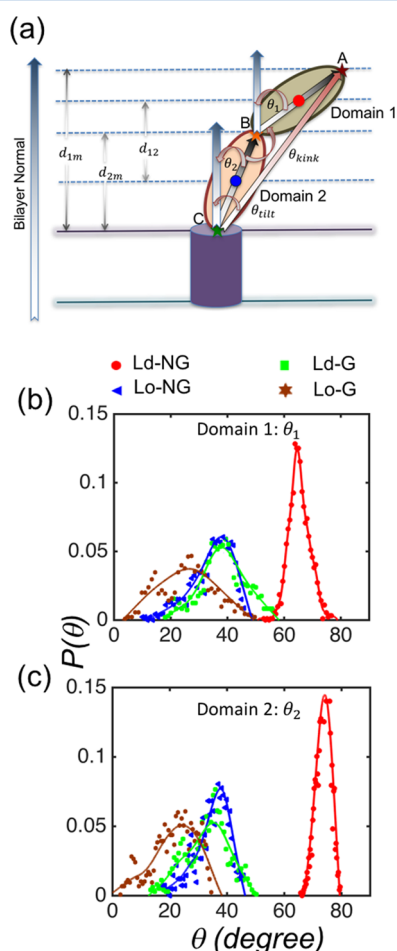 (a)
A
θ1
Domain 1
B
d1m
d12
d2m
θ2
θkink
Domain 2
C
θtilt
Bilayer Normal
Ld-NG
Ld-G
Lo-NG
Lo-G
(b)
0.15
Domain 1: θ1
0.1
0.05
0
0 20 40 60 80
P(θ)
(c)
0.15
Domain 2: θ2
0.1
0.05
0
0 20 40 60 80
θ (degree)